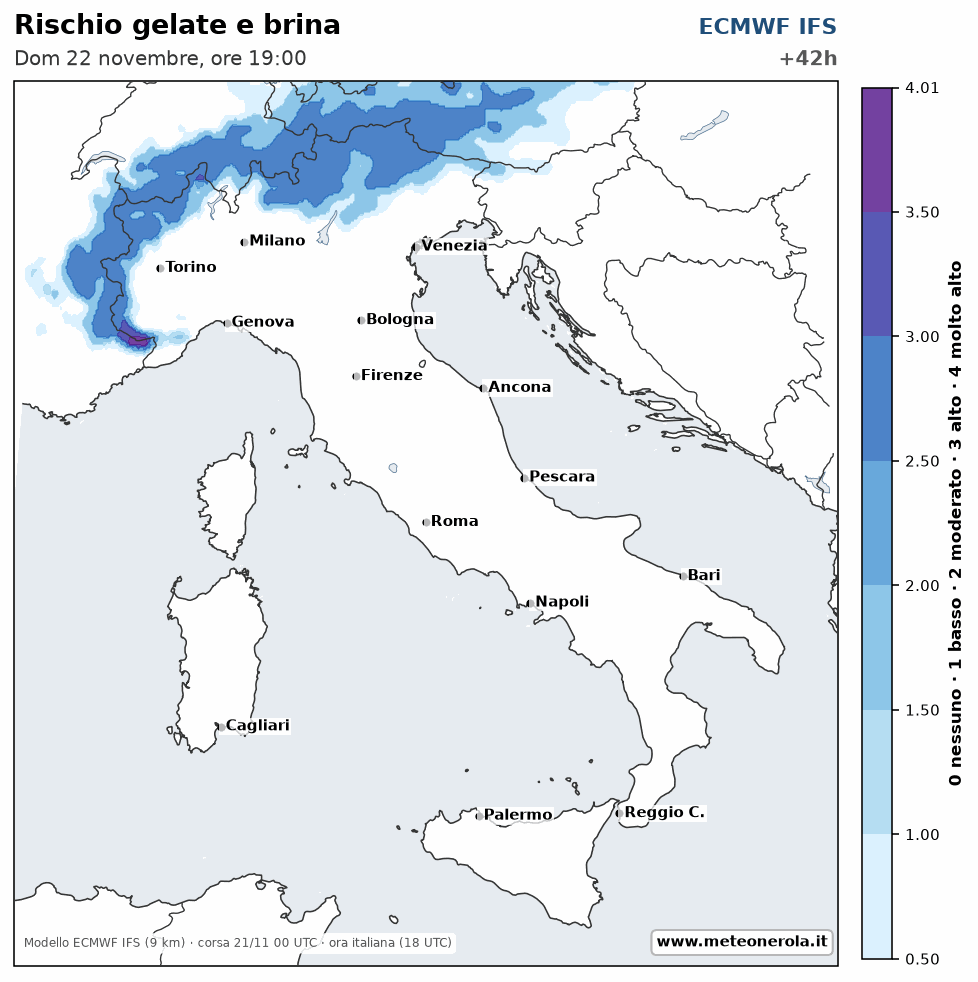 Rischio gelate e brina
ECMWF IFS
Dom 22 novembre, ore 19:00
+42h
4.01
3.50
3.00
2.50
2.00
1.50
1.00
0.50
0 nessuno · 1 basso · 2 moderato · 3 alto · 4 molto alto
Milano
Venezia
Torino
Genova
Bologna
Firenze
Ancona
Pescara
Roma
Bari
Napoli
Cagliari
Palermo
Reggio C.
Modello ECMWF IFS (9 km) · corsa 21/11 00 UTC · ora italiana (18 UTC)
www.meteonerola.it